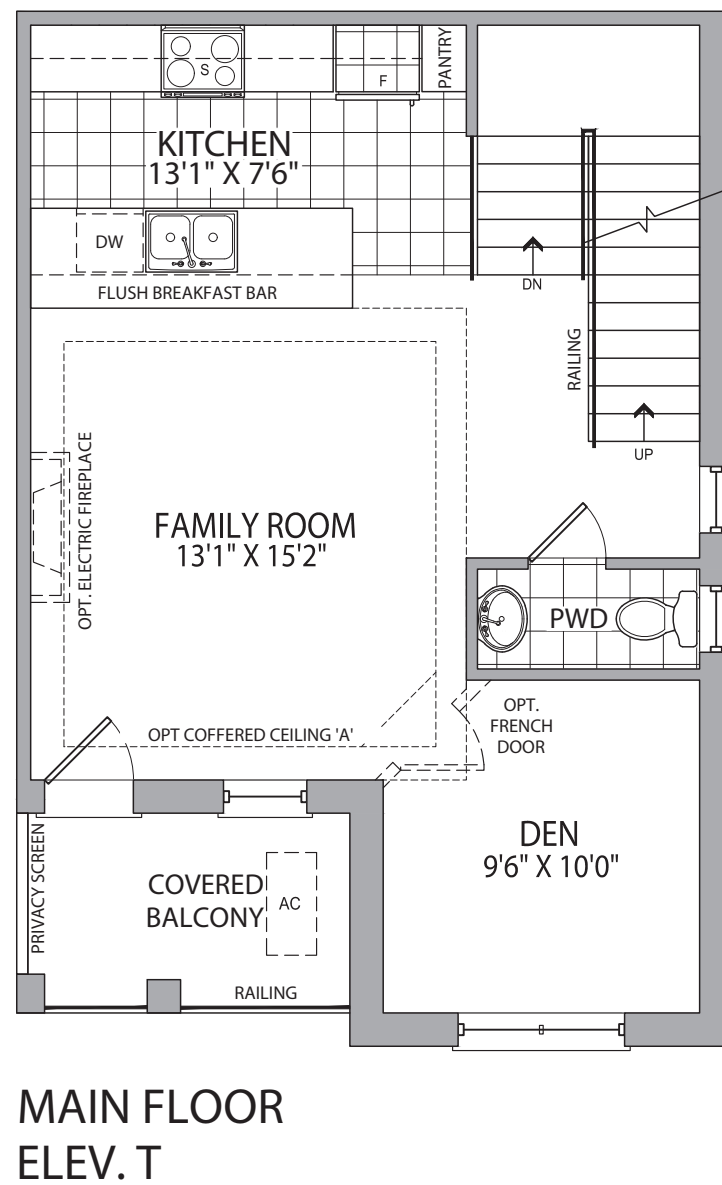 S
F
PANTRY
KITCHEN
13'1" X 7'6"
DW
FLUSH BREAKFAST BAR
DN
RAILING
UP
OPT. ELECTRIC FIREPLACE
FAMILY ROOM
13'1" X 15'2"
PWD
OPT COFFERED CEILING 'A'
OPT.
FRENCH
DOOR
DEN
9'6" X 10'0"
PRIVACY SCREEN
COVERED
BALCONY
AC
RAILING
MAIN FLOOR
ELEV. T